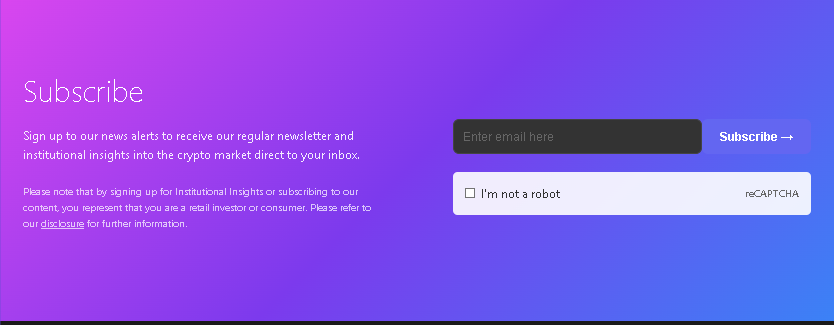 Subscribe
Sign up to our news alerts to receive our regular newsletter and
institutional insights into the crypto market direct to your inbox.
Please note that by signing up for Institutional Insights or subscribing to our
content, you represent that you are a retail investor or consumer. Please refer to
our disclosure for further information.
Enter email here
Subscribe →
I'm not a robot
reCAPTCHA